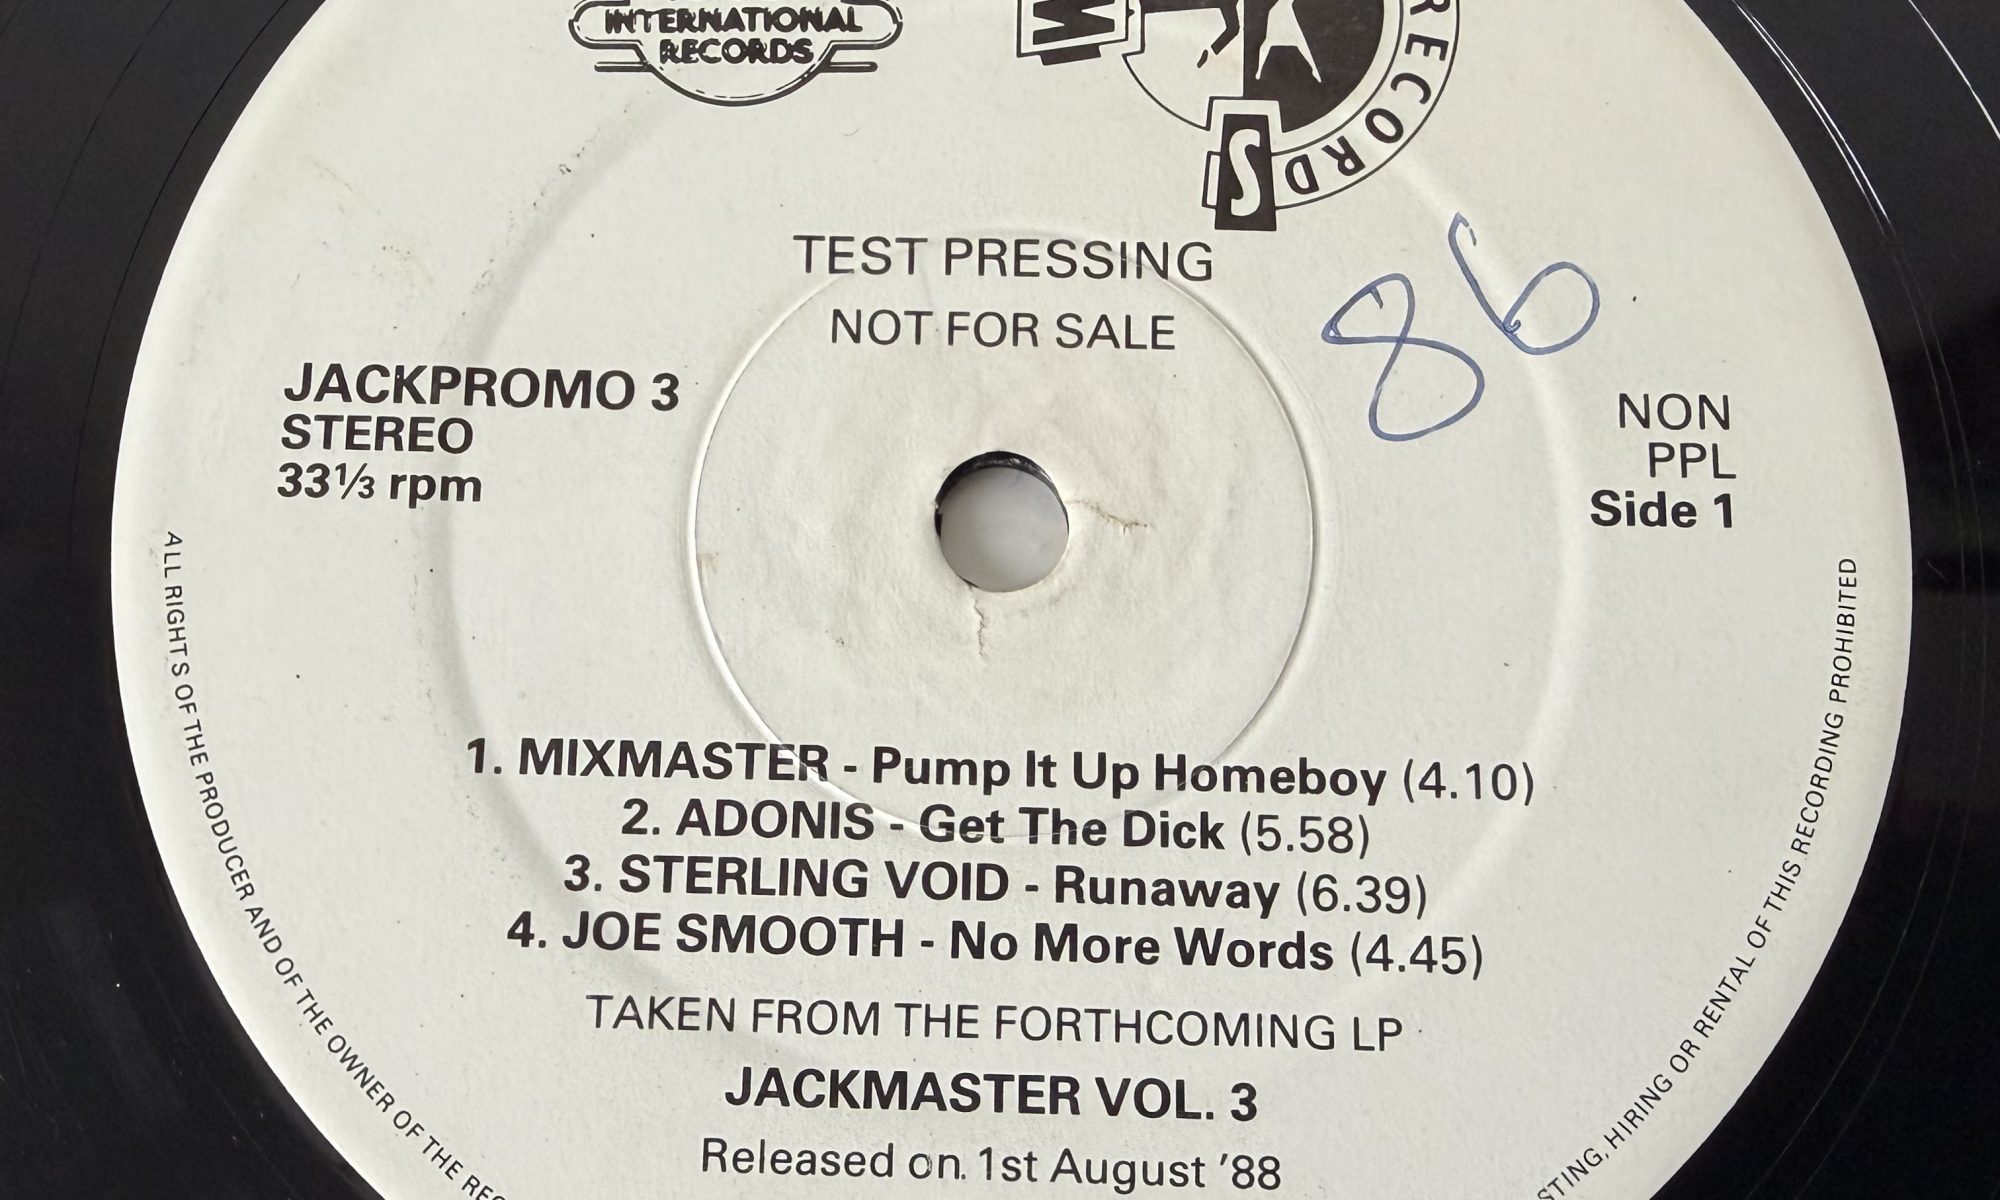 INTERNATIONAL
RECORDS
RECORDS
TEST PRESSING
NOT FOR SALE
86
JACKPROMO 3
STEREO
33⅓ rpm
NON
PPL
Side 1
1. MIXMASTER - Pump It Up Homeboy (4.10)
2. ADONIS - Get The Dick (5.58)
3. STERLING VOID - Runaway (6.39)
4. JOE SMOOTH - No More Words (4.45)
TAKEN FROM THE FORTHCOMING LP
JACKMASTER VOL. 3
Released on. 1st August '88
ALL RIGHTS OF THE PRODUCER AND OF THE OWNER OF THE
HIRING OR RENTAL OF THIS RECORDING PROHIBITED